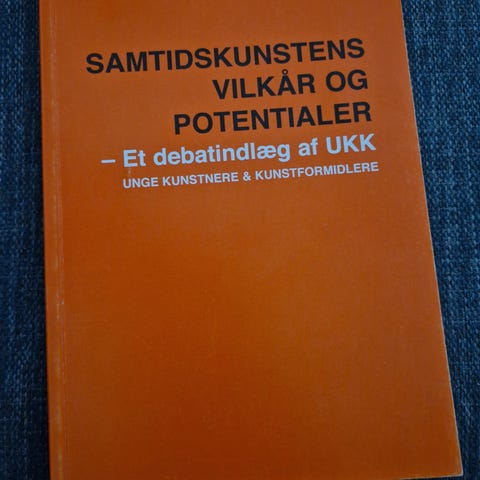 SAMTIDSKUNSTENS
VILKÅR OG
POTENTIALER
– Et debatindlæg af UKK
UNGE KUNSTNERE & KUNSTFORMIDLERE